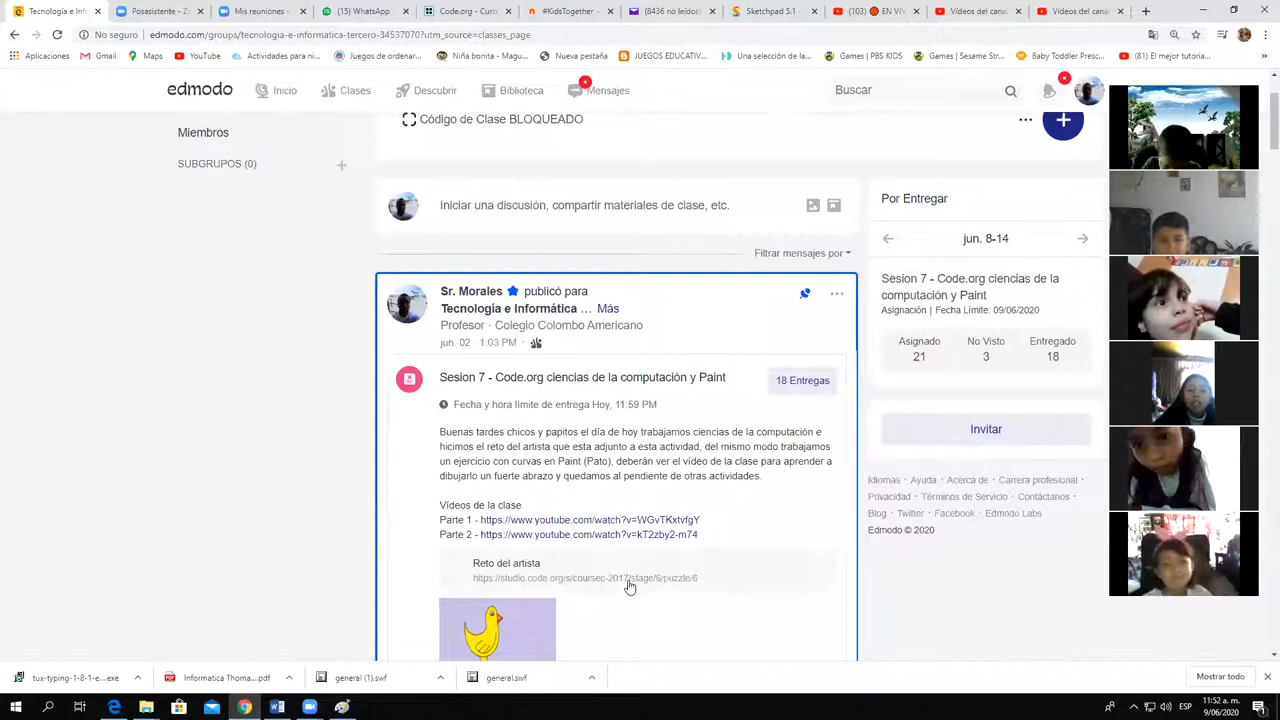 Tecnología e Inform
Posasistente - Zo
Mis reuniones -
(15) WhatsApp
Code.org - Curso
#KidsTogether -
(8436 no leídos)
Sketchpad 5.1 -
(103) 🔴 EN VI
Vídeos del cana
Vídeos del cana
No seguro
edmodo.com/groups/tecnologia-e-informatica-tercero-34537070?utm_source=classes_page
Aplicaciones
Gmail
Maps
YouTube
Actividades para ni...
Juegos de ordenar...
Niña bonita - Magu...
Nueva pestaña
JUEGOS EDUCATIV...
Una selección de la...
Games | PBS KIDS
Games | Sesame Str...
Baby Toddler Presc...
(81) El mejor tutoria...
edmodo
Inicio
Clases
Descubrir
Biblioteca
Mensajes
Buscar
Miembros
SUBGRUPOS (0)
Código de Clase BLOQUEADO
Iniciar una discusión, compartir materiales de clase, etc.
Filtrar mensajes por
Sr. Morales publicó para
Tecnología e Informática ... Más
Profesor · Colegio Colombo Americano
jun. 02 · 1:03 PM ·
Sesion 7 - Code.org ciencias de la computación y Paint
18 Entregas
Fecha y hora límite de entrega Hoy, 11:59 PM
Buenas tardes chicos y papitos el día de hoy trabajamos ciencias de la computación e
hicimos el reto del artista que esta adjunto a esta actividad, del mismo modo trabajamos
un ejercicio con curvas en Paint (Pato), deberán ver el vídeo de la clase para aprender a
dibujarlo un fuerte abrazo y quedamos al pendiente de otras actividades.
Vídeos de la clase
Parte 1 - https://www.youtube.com/watch?v=WGvTKxtvfgY
Parte 2 - https://www.youtube.com/watch?v=kT2zby2-m74
Reto del artista
https://studio.code.org/s/coursec-2017/stage/6/puzzle/6
Por Entregar
jun. 8-14
Sesion 7 - Code.org ciencias de la
computación y Paint
Asignación | Fecha Límite: 09/06/2020
Asignado No Visto Entregado
21 3 18
Invitar
Idiomas · Ayuda · Acerca de · Carrera profesional ·
Privacidad · Términos de Servicio · Contáctanos ·
Blog · Twitter · Facebook · Edmodo Labs
Edmodo © 2020
tux-typing-1-8-1-e....exe
Informatica Thoma....pdf
general (1).swf
general.swf
Mostrar todo
ESP
11:52 a. m.
9/06/2020